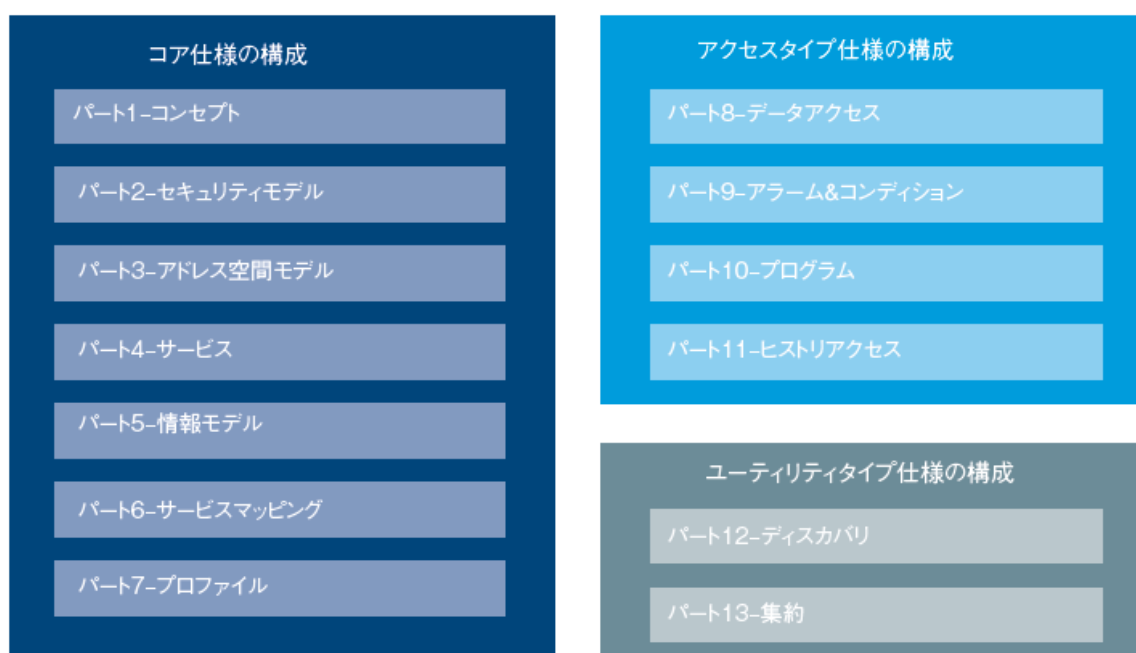 コア仕様の構成
パート1-コンセプト
パート2-セキュリティモデル
パート3-アドレス空間モデル
パート4-サービス
パート5-情報モデル
パート6-サービスマッピング
パート7-プロファイル
アクセスタイプ仕様の構成
パート8-データアクセス
パート9-アラーム&コンディション
パート10-プログラム
パート11-ヒストリアクセス
ユーティリティタイプ仕様の構成
パート12-ディスカバリ
パート13-集約